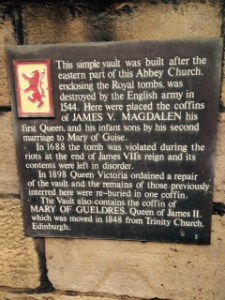 This simple vault was built after the
eastern part of this Abbey Church,
enclosing the Royal tombs, was
destroyed by the English army in
1544. Here were placed the coffins
of JAMES V. MAGDALEN his
first Queen, and his infant sons by his second
marriage to Mary of Guise.
In 1688 the tomb was violated during the
riots at the end of James VII's reign and its
contents were left in disorder.
In 1898 Queen Victoria ordained a repair
of the vault and the remains of those previously
interred here were re-buried in one coffin.
The Vault also contains the coffin of
MARY OF GUELDRES, Queen of James II,
which was moved in 1848 from Trinity Church,
Edinburgh.